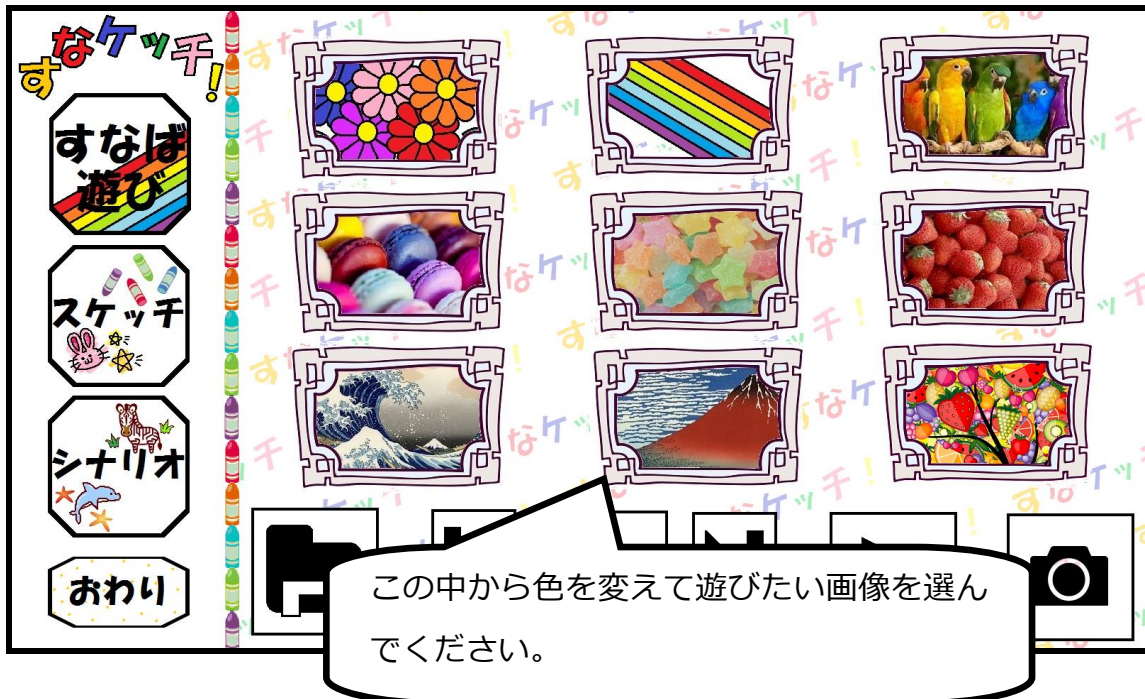 すなケッチ!
すなば
遊び
スケッチ
シナリオ
おわり
この中から色を変えて遊びたい画像を選ん
でください。